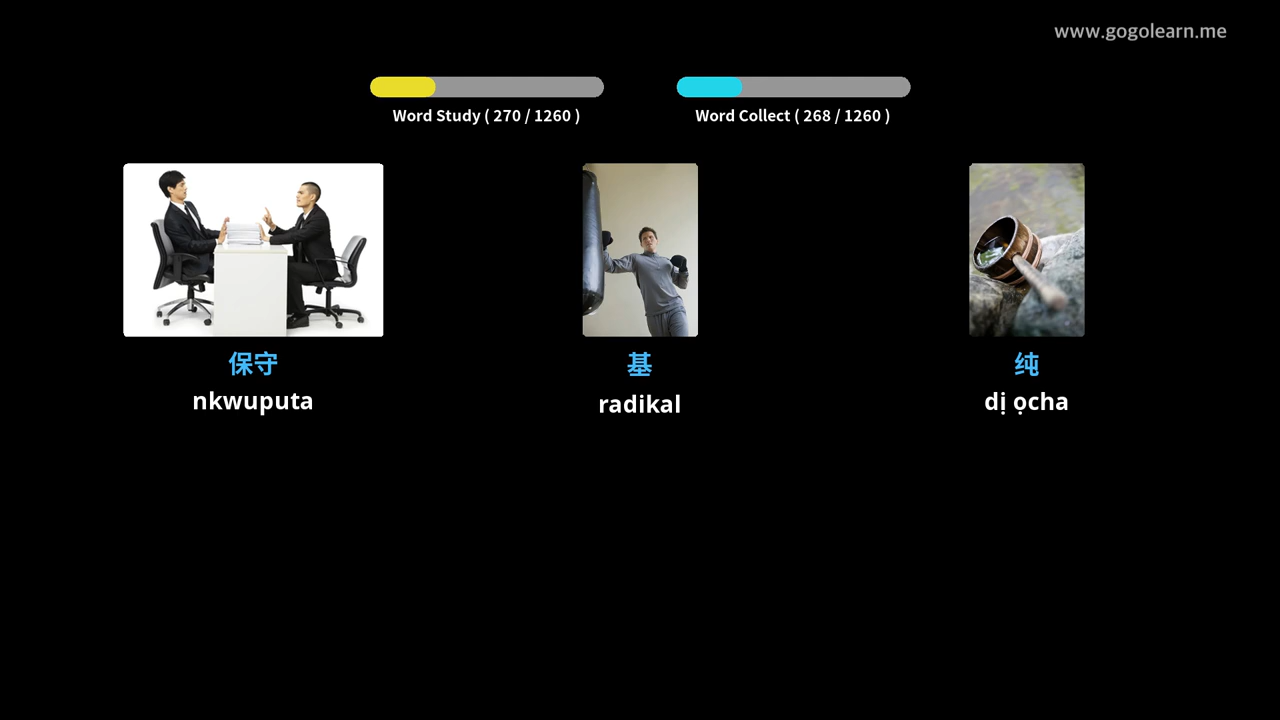 www.gogolearn.me
Word Study ( 270 / 1260 )
Word Collect ( 268 / 1260 )
保守
nkwuputa
基
radikal
纯
dị ọcha